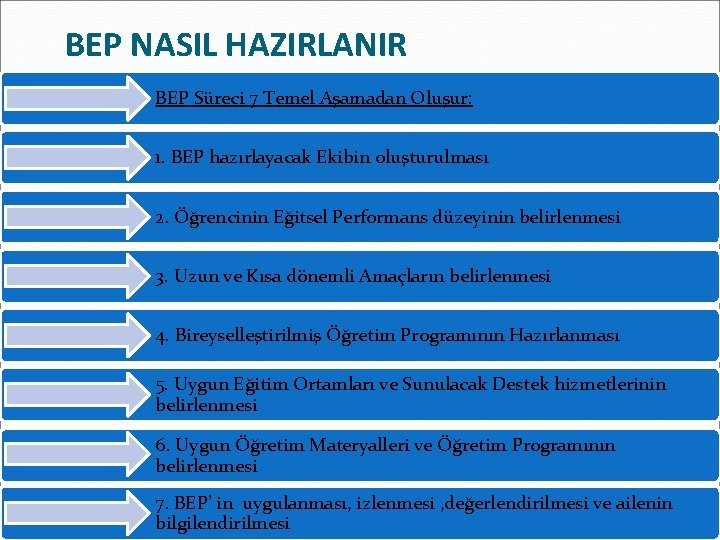 BEP NASIL HAZIRLANIR
BEP Süreci 7 Temel Aşamadan Oluşur:
1. BEP hazırlayacak Ekibin oluşturulması
2. Öğrencinin Eğitsel Performans düzeyinin belirlenmesi
3. Uzun ve Kısa dönemli Amaçların belirlenmesi
4. Bireyselleştirilmiş Öğretim Programının Hazırlanması
5. Uygun Eğitim Ortamları ve Sunulacak Destek hizmetlerinin
belirlenmesi
6. Uygun Öğretim Materyalleri ve Öğretim Programının
belirlenmesi
7. BEP’ in uygulanması, izlenmesi ,değerlendirilmesi ve ailenin
bilgilendirilmesi